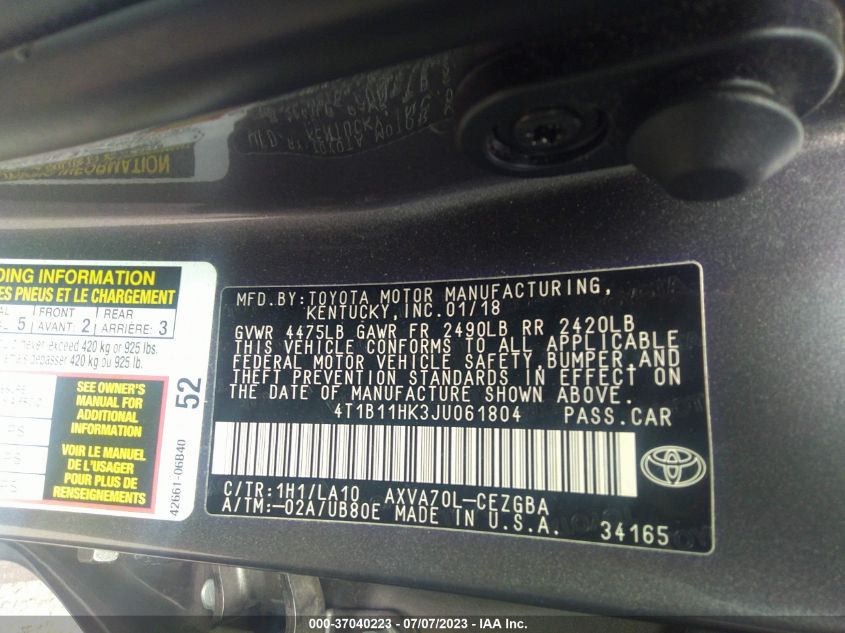 INFORMATION
DING INFORMATION
ES PNEUS ET LE CHARGEMENT
5 FRONT 2 REAR 3
AVANT: ARRIÈRE:
never exceed 420 kg or 925 lbs.
dépasser 420 kg ou 925 lb.
SEE OWNER'S
MANUAL FOR
ADDITIONAL
INFORMATION
VOIR LE MANUEL
DE L'USAGER
POUR PLUS DE
RENSEIGNEMENTS
52
42661-06B40
MFD.BY:TOYOTA MOTOR MANUFACTURING,
KENTUCKY,INC.01/18
GVWR 4475LB GAWR FR 2490LB RR 2420LB
THIS VEHICLE CONFORMS TO ALL APPLICABLE
FEDERAL MOTOR VEHICLE SAFETY,BUMPER,AND
THEFT PREVENTION STANDARDS IN EFFECT ON
THE DATE OF MANUFACTURE SHOWN ABOVE.
4T1B11HK3JU061804 PASS.CAR
C/TR:1H1/LA10 AXVA70L-CEZGBA
A/TM:-02A/UB80E MADE IN U.S.A. 34165
000-37040223 - 07/07/2023 - IAA Inc.